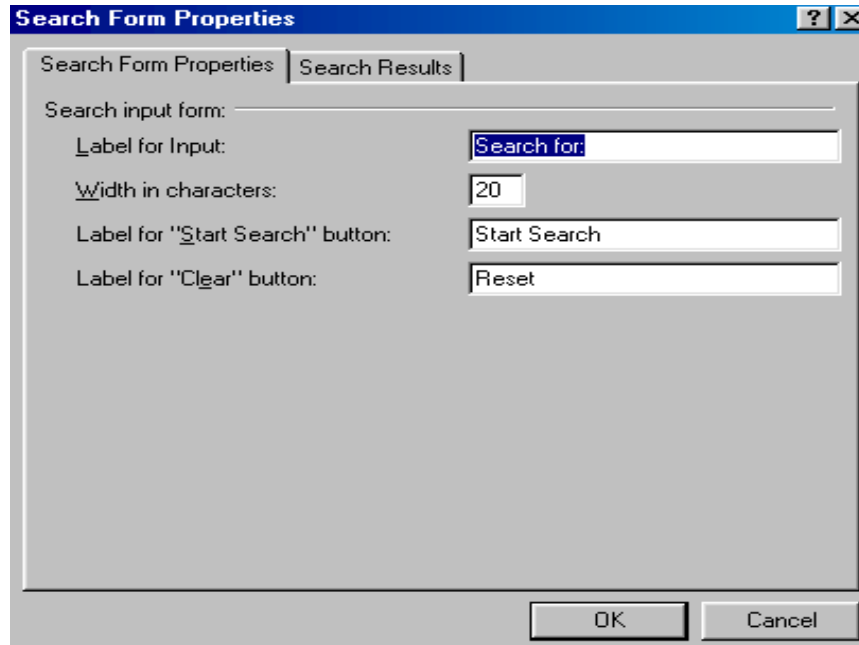 Search Form Properties
Search Form Properties Search Results
Search input form:
Label for Input: Search for:
Width in characters: 20
Label for "Start Search" button: Start Search
Label for "Clear" button: Reset
OK Cancel